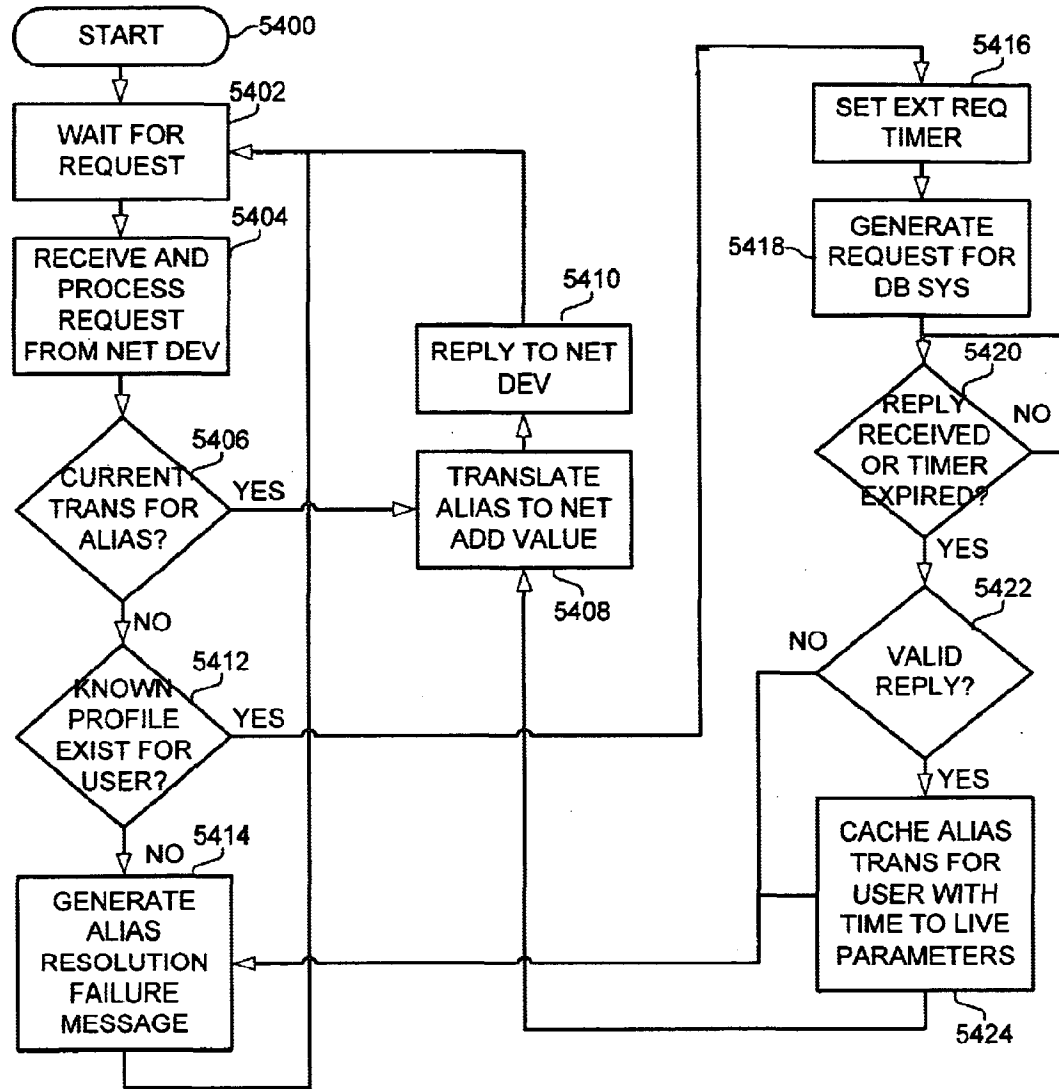 START
5400
5402
WAIT FOR
REQUEST
5404
RECEIVE AND
PROCESS
REQUEST
FROM NET DEV
5406
CURRENT
TRANS FOR
ALIAS?
YES
NO
5412
KNOWN
PROFILE
EXIST FOR
USER?
YES
NO
5414
GENERATE
ALIAS
RESOLUTION
FAILURE
MESSAGE
5410
REPLY TO NET
DEV
TRANSLATE
ALIAS TO NET
ADD VALUE
5408
5416
SET EXT REQ
TIMER
5418
GENERATE
REQUEST FOR
DB SYS
5420
REPLY
RECEIVED
OR TIMER
EXPIRED?
NO
YES
5422
VALID
REPLY?
NO
YES
CACHE ALIAS
TRANS FOR
USER WITH
TIME TO LIVE
PARAMETERS
5424